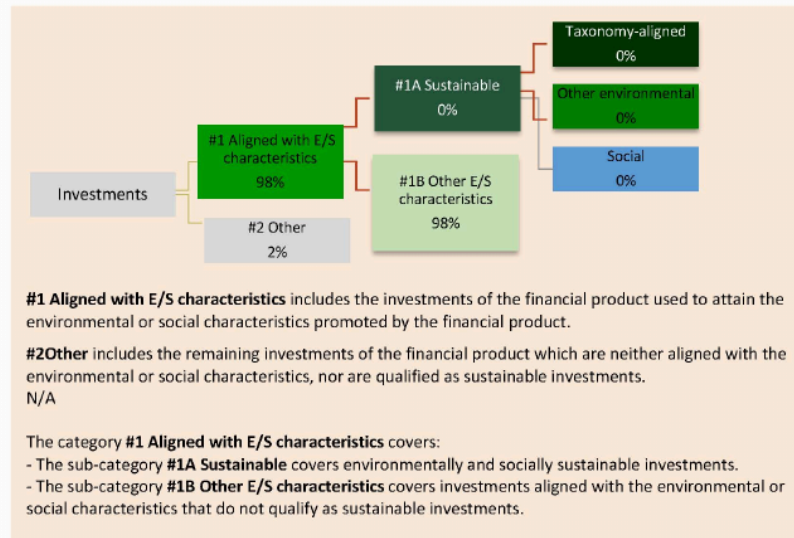 Taxonomy-aligned
0%
#1A Sustainable
0%
Other environmental
0%
#1 Aligned with E/S
characteristics
98%
Social
0%
#1B Other E/S
characteristics
98%
Investments
#2 Other
2%
#1 Aligned with E/S characteristics includes the investments of the financial product used to attain the
environmental or social characteristics promoted by the financial product.
#2Other includes the remaining investments of the financial product which are neither aligned with the
environmental or social characteristics, nor are qualified as sustainable investments.
N/A
The category #1 Aligned with E/S characteristics covers:
- The sub-category #1A Sustainable covers environmentally and socially sustainable investments.
- The sub-category #1B Other E/S characteristics covers investments aligned with the environmental or
social characteristics that do not qualify as sustainable investments.